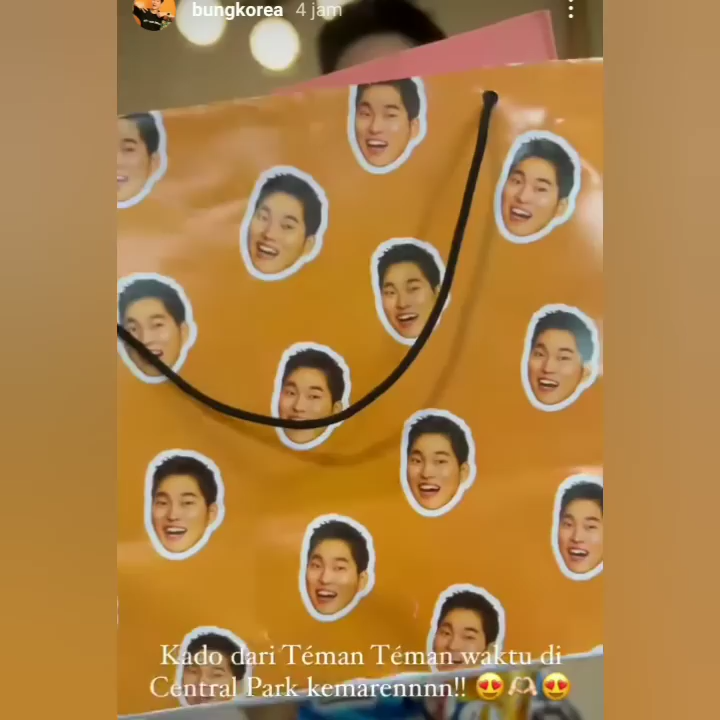 bungkorea 4 jam
Kado dari Téman Téman waktu di
Central Park kemarennnn!! 😍🫶😍